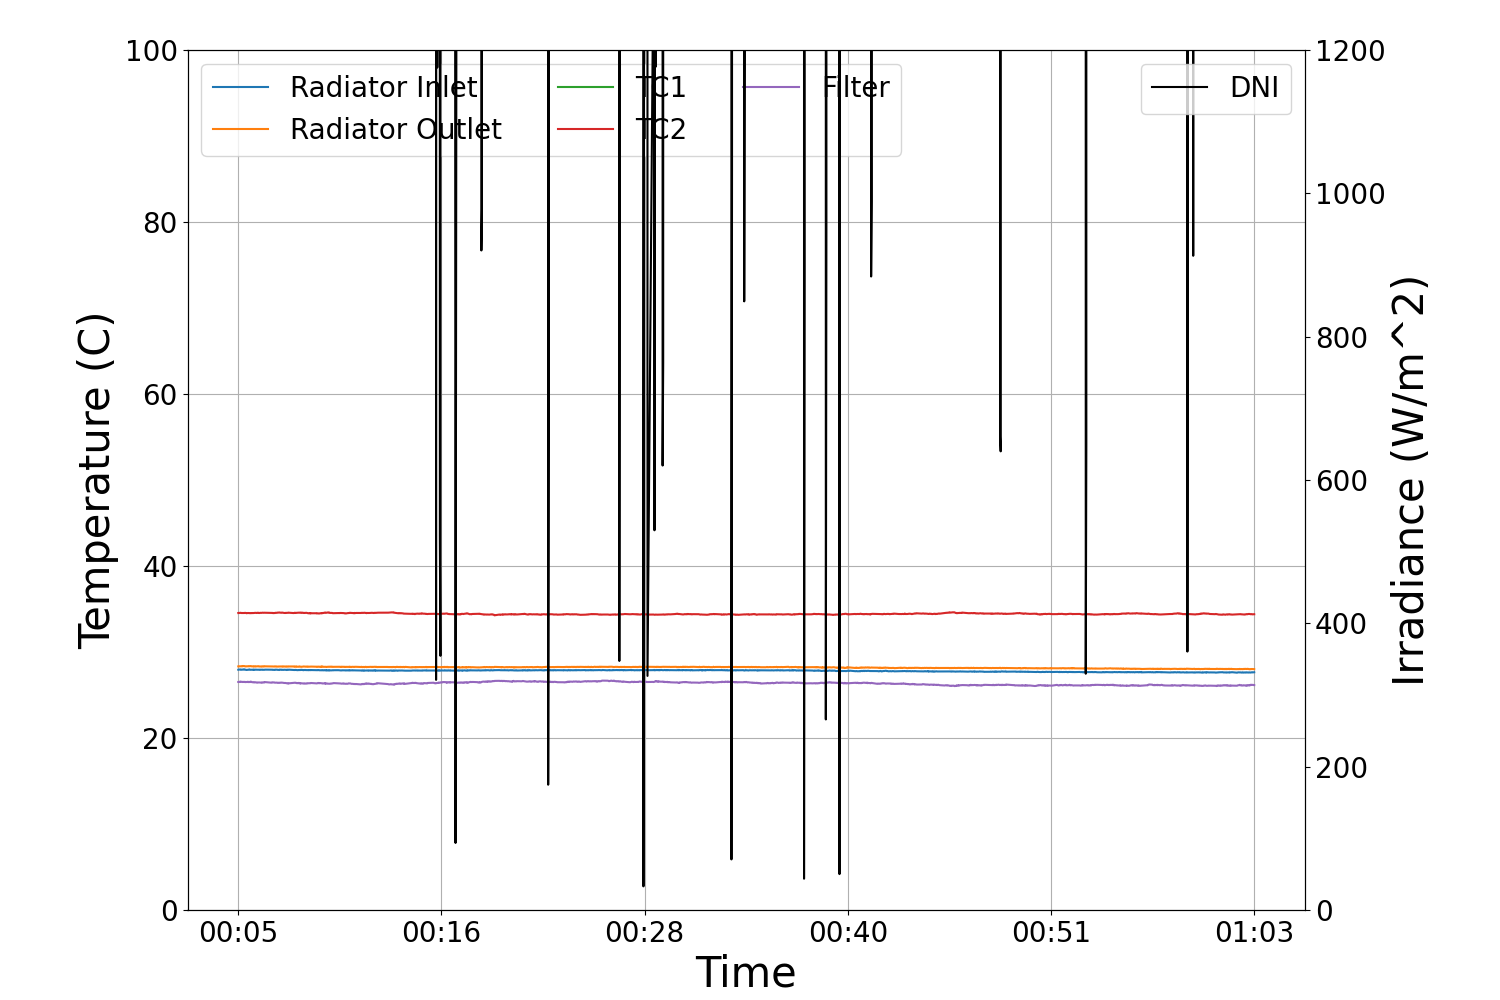 100
80
60
40
20
0
Temperature (C)
Radiator Inlet
Radiator Outlet
TC1
TC2
Filter
DNI
1200
1000
800
600
400
200
0
Irradiance (W/m^2)
00:05 00:16 00:28 00:40 00:51 01:03
Time